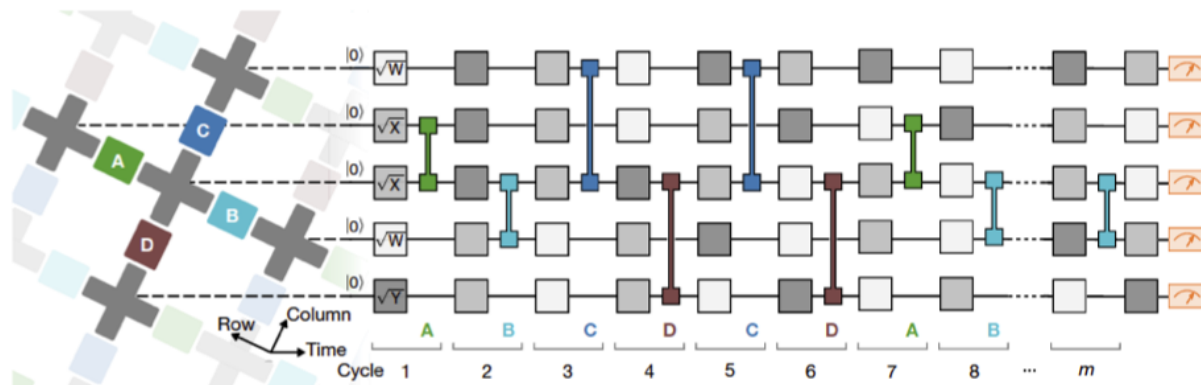 |0⟩ √W
|0⟩ √X
C
A
|0⟩ √X
B
|0⟩ √W
D
|0⟩ √Y
Column
Row
Time
A B C D C D A B
Cycle 1 2 3 4 5 6 7 8 ... m